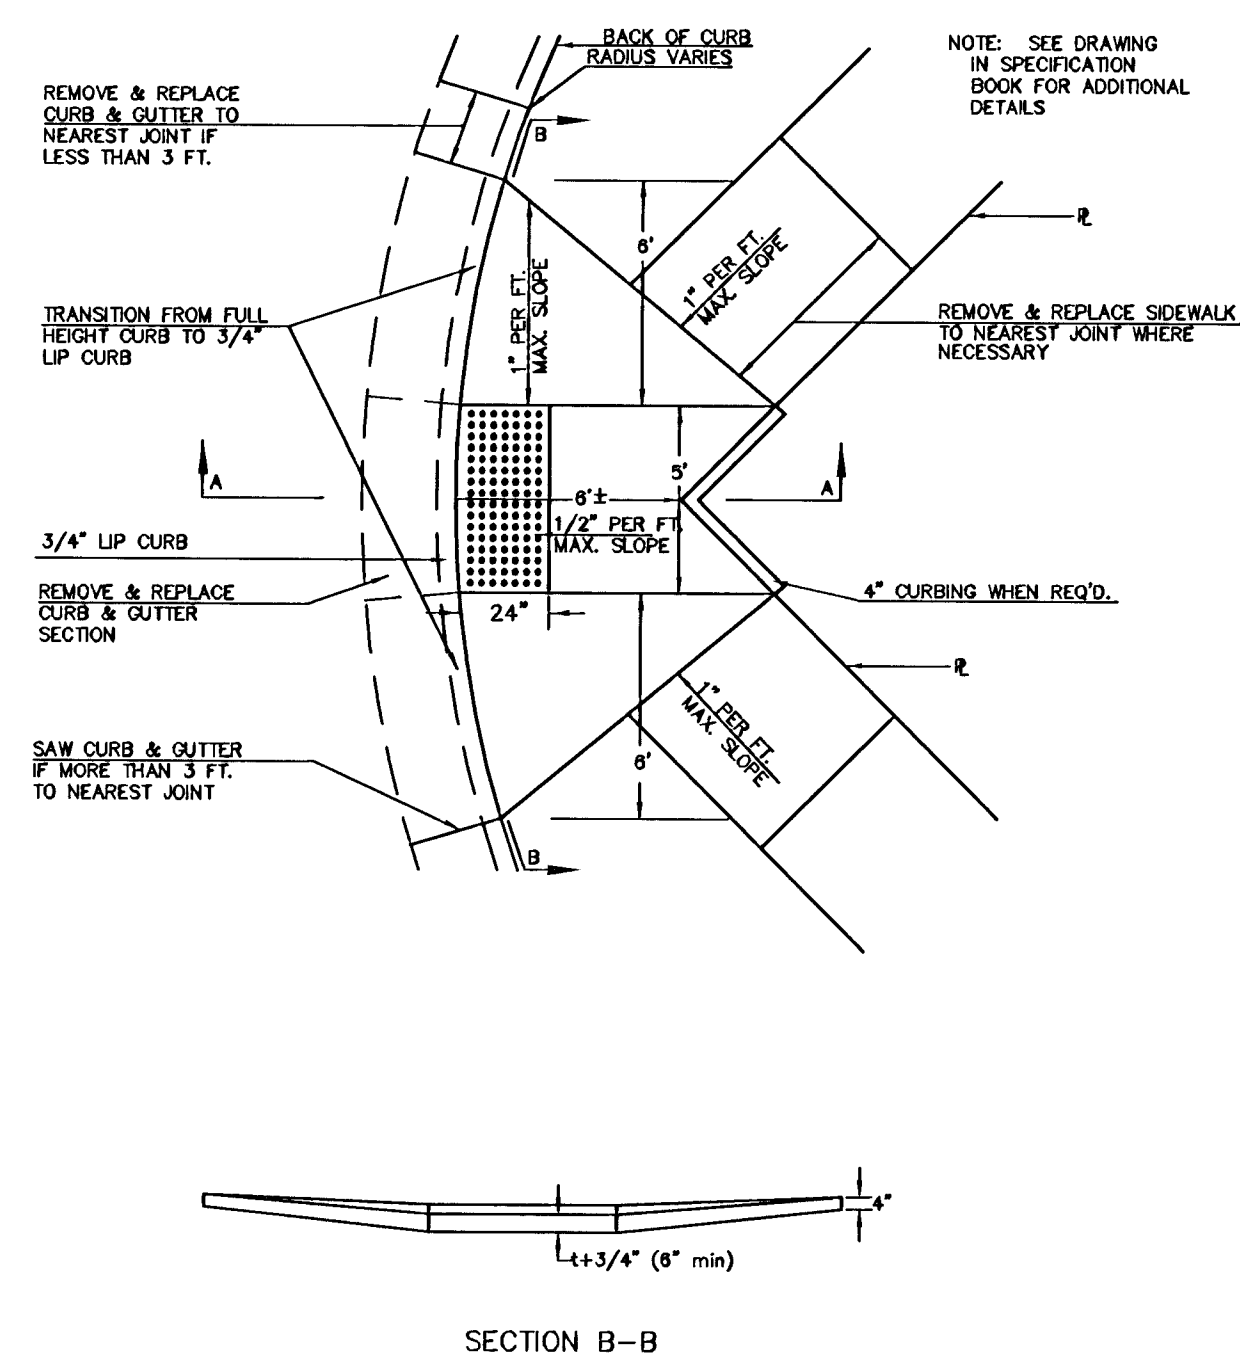 BACK OF CURB
RADIUS VARIES
NOTE: SEE DRAWING
IN SPECIFICATION
BOOK FOR ADDITIONAL
DETAILS
REMOVE & REPLACE
CURB & GUTTER TO
NEAREST JOINT IF
LESS THAN 3 FT.
B
6'
1" PER FT.
MAX. SLOPE
1" PER FT.
MAX. SLOPE
PL
TRANSITION FROM FULL
HEIGHT CURB TO 3/4"
LIP CURB
REMOVE & REPLACE SIDEWALK
TO NEAREST JOINT WHERE
NECESSARY
A
5'
A
6'±
1/2" PER FT.
MAX. SLOPE
3/4" LIP CURB
REMOVE & REPLACE
CURB & GUTTER
SECTION
24"
4" CURBING WHEN REQ'D.
PL
1" PER FT.
MAX. SLOPE
SAW CURB & GUTTER
IF MORE THAN 3 FT.
TO NEAREST JOINT
6'
B
4"
t+3/4" (6" min)
SECTION B-B